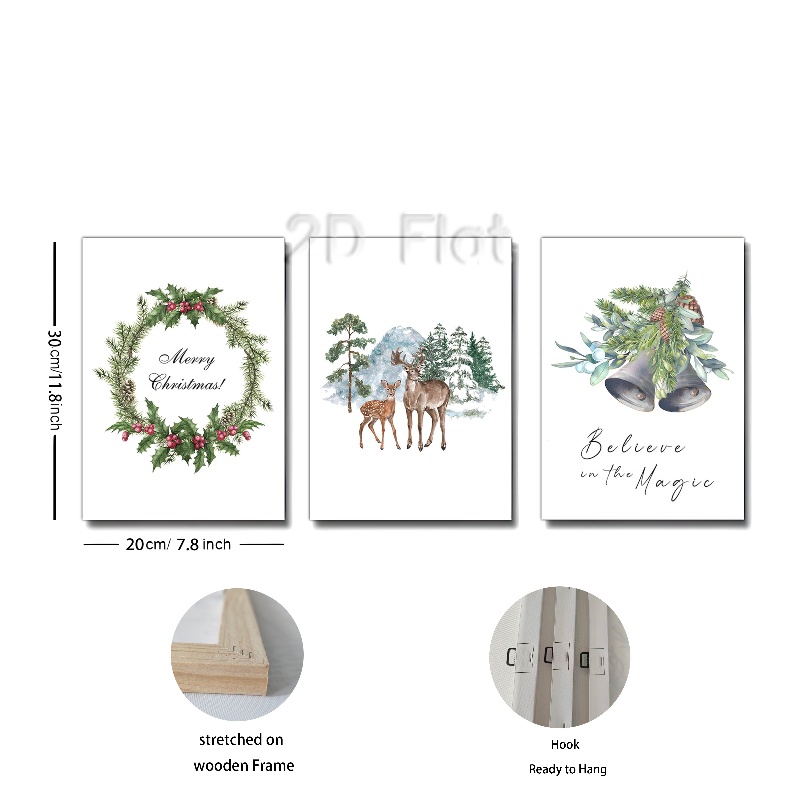 2D Flat
30cm/11.8inch
Merry
Christmas!
Believe
in the Magic
20cm/ 7.8 inch
stretched on
wooden Frame
Hook
Ready to Hang